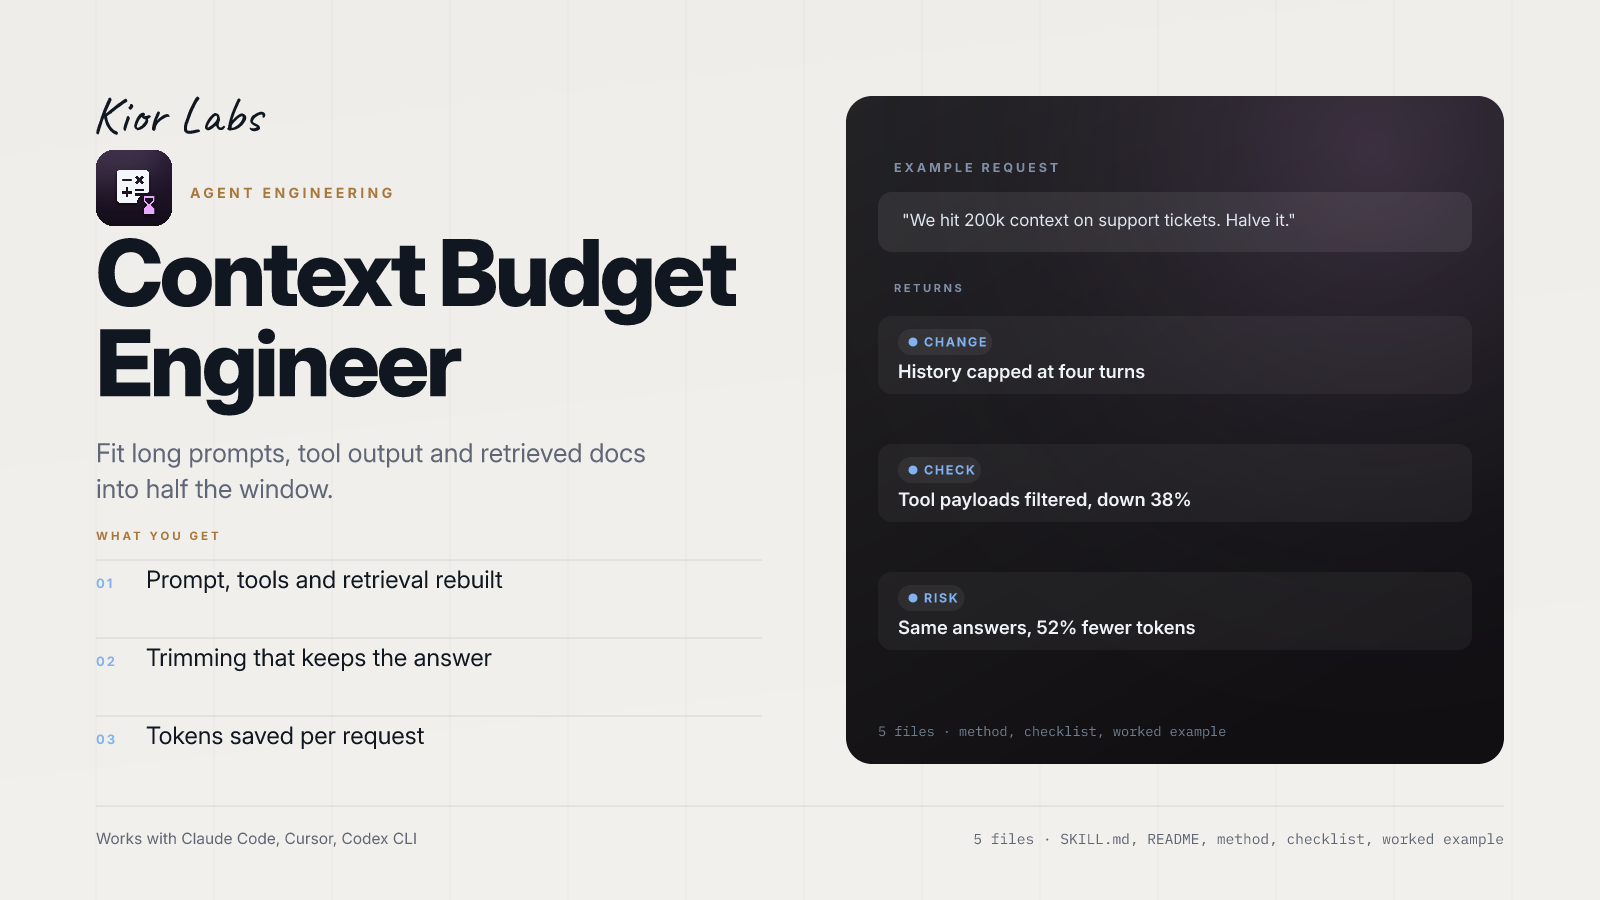 Kior Labs
AGENT ENGINEERING
Context Budget
Engineer
Fit long prompts, tool output and retrieved docs
into half the window.
WHAT YOU GET
01 Prompt, tools and retrieval rebuilt
02 Trimming that keeps the answer
03 Tokens saved per request
EXAMPLE REQUEST
"We hit 200k context on support tickets. Halve it."
RETURNS
CHANGE
History capped at four turns
CHECK
Tool payloads filtered, down 38%
RISK
Same answers, 52% fewer tokens
5 files · method, checklist, worked example
Works with Claude Code, Cursor, Codex CLI
5 files · SKILL.md, README, method, checklist, worked example